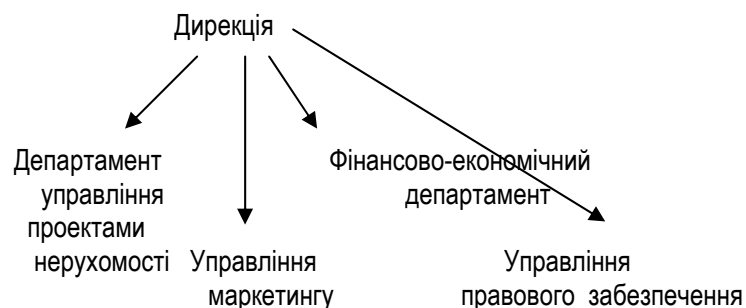 Дирекція
Департамент
управління
проектами
нерухомості
Управління
маркетингу
Фінансово-економічний
департамент
Управління
правового забезпечення